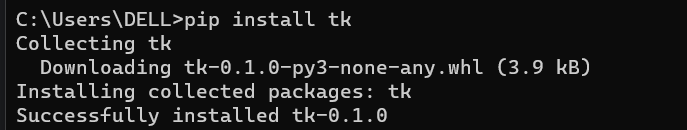 C:\Users\DELL>pip install tk
Collecting tk
  Downloading tk-0.1.0-py3-none-any.whl (3.9 kB)
Installing collected packages: tk
Successfully installed tk-0.1.0